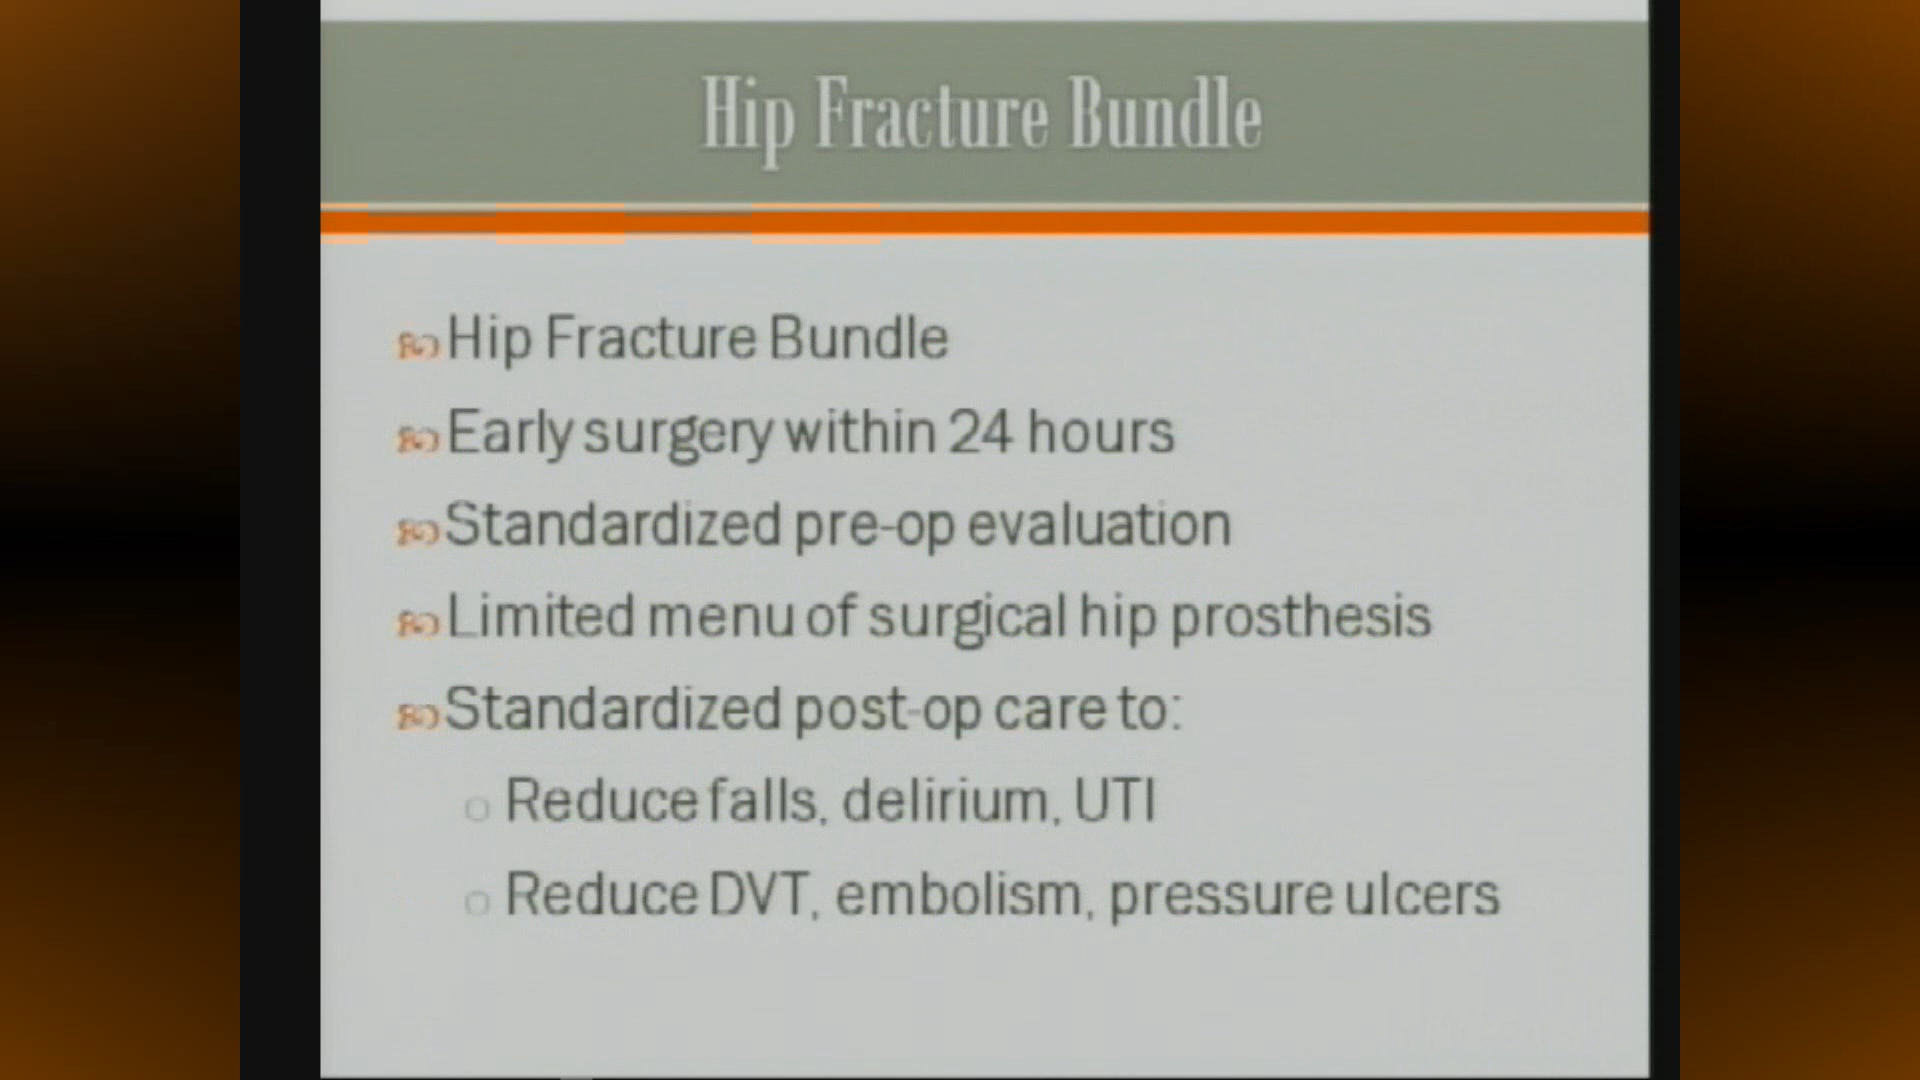 Hip Fracture Bundle
Hip Fracture Bundle
Early surgery within 24 hours
Standardized pre-op evaluation
Limited menu of surgical hip prosthesis
Standardized post-op care to:
Reduce falls, delirium, UTI
Reduce DVT, embolism, pressure ulcers